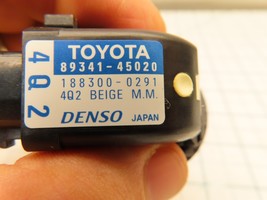 4Q2
TOYOTA
89341-45020
188300-0291
4Q2 BEIGE M.M.
DENSO JAPAN